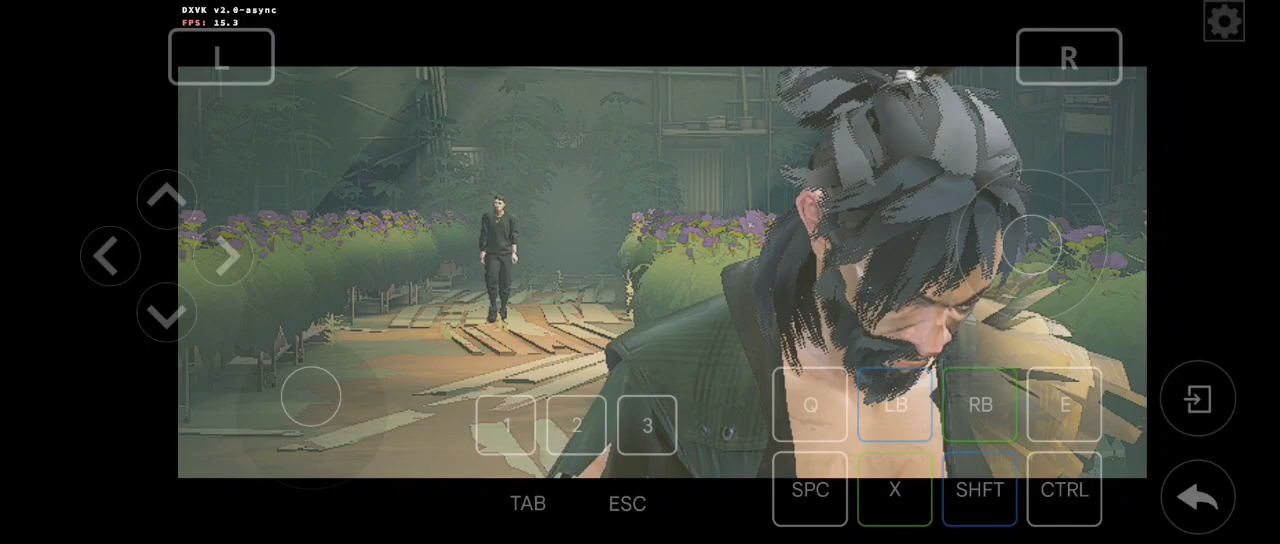 DXVK v2.0-async
FPS: 15.3
L
R
Q
LB
RB
E
1
2
3
SPC
X
SHFT
CTRL
TAB
ESC